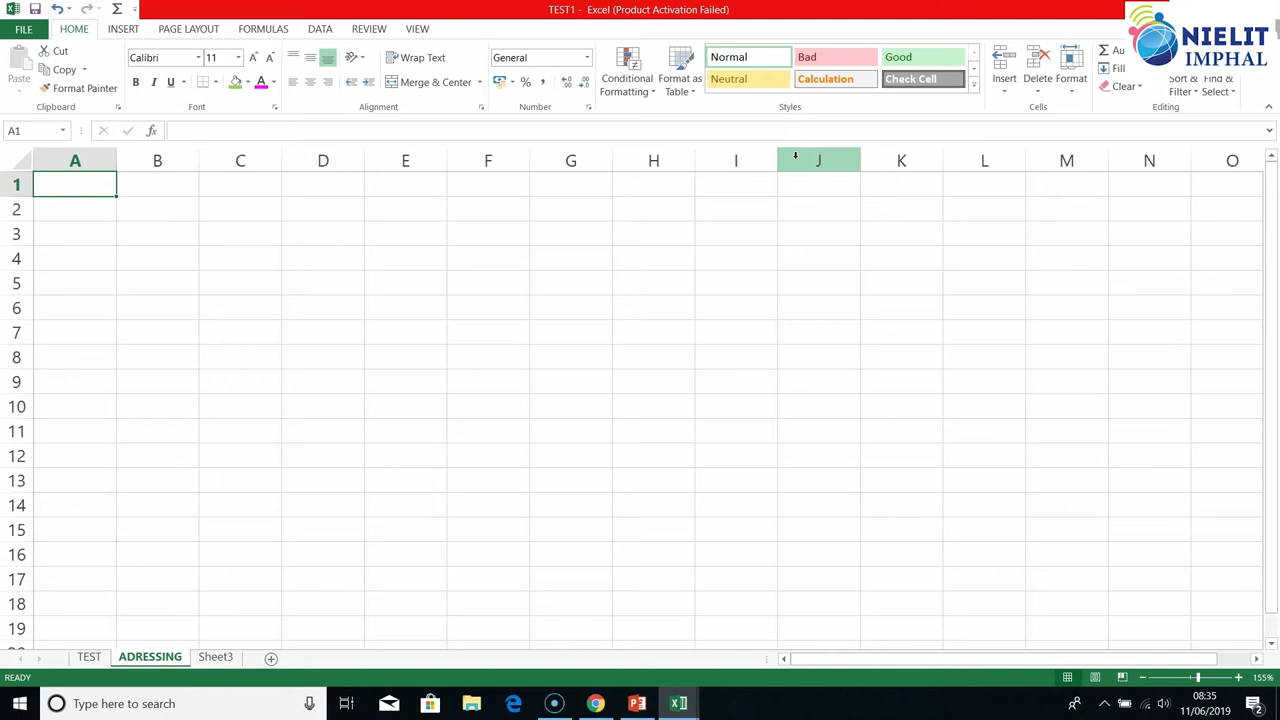 TEST1 - Excel (Product Activation Failed)
NIELIT
IMPHAL
FILE HOME INSERT PAGE LAYOUT FORMULAS DATA REVIEW VIEW
Paste
Cut
Copy
Format Painter
Clipboard
Calibri 11
B I U
Font
Wrap Text
Merge & Center
Alignment
General
%
Number
Conditional Formatting
Format as Table
Normal Bad Good
Neutral Calculation Check Cell
Styles
Insert Delete Format
Cells
Σ Au
Fill
Clear
Sort & Filter
Find & Select
Editing
A1 fx
A B C D E F G H I J K L M N O
1
2
3
4
5
6
7
8
9
10
11
12
13
14
15
16
17
18
19
TEST ADRESSING Sheet3
READY 155%
Type here to search
08:35
11/06/2019
2